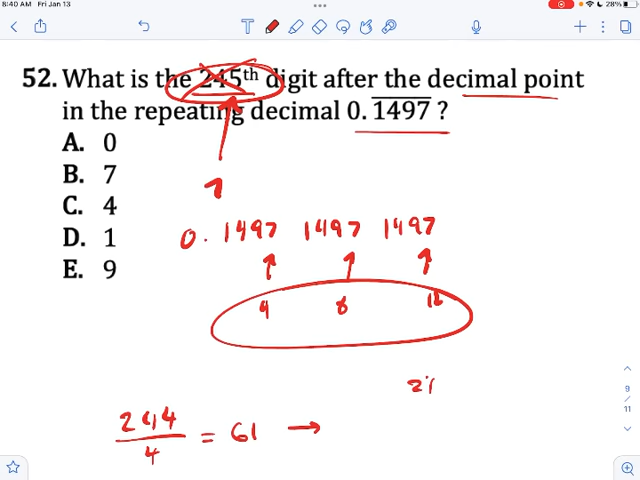 8:40 AM Fri Jan 13
28%
52. What is the 245th digit after the decimal point
in the repeating decimal 0. 1497 ?
A. 0
B. 7
C. 4
D. 1
E. 9
0. 1497 1497 1497
4 8 12
244
4
= 61 →
9
/
11